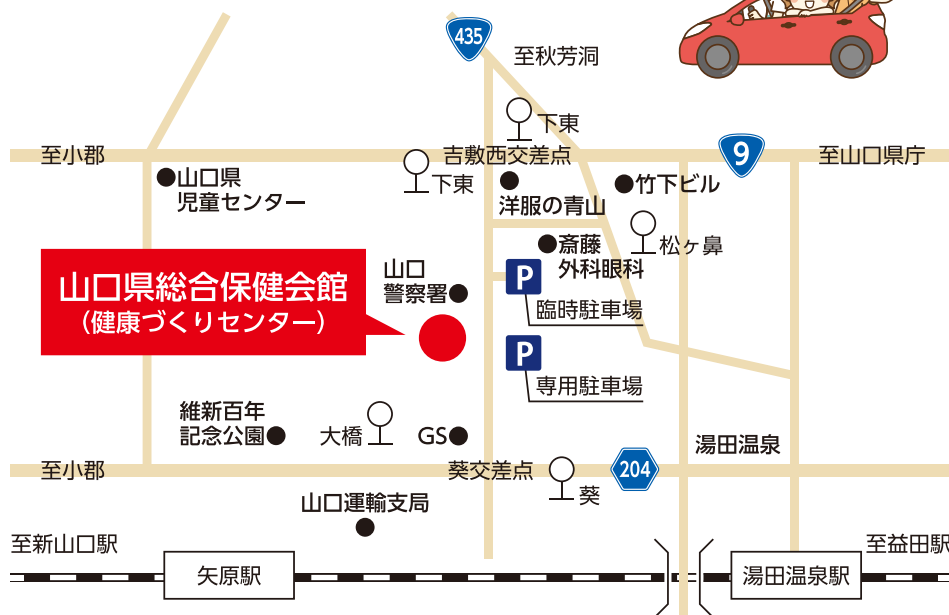 435
至秋芳洞
下東
至小郡
吉敷西交差点
9
至山口県庁
下東
山口県
児童センター
竹下ビル
洋服の青山
松ヶ鼻
斎藤
外科眼科
山口
警察署
山口県総合保健会館
(健康づくりセンター)
P
臨時駐車場
P
専用駐車場
維新百年
記念公園
大橋
GS
湯田温泉
至小郡
葵交差点
204
葵
山口運輸支局
至新山口駅
至益田駅
矢原駅
湯田温泉駅